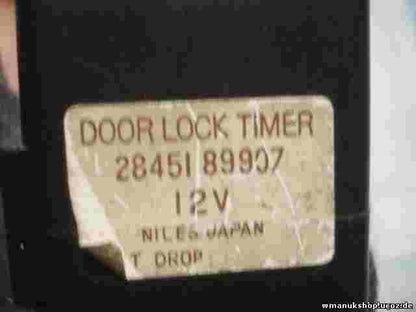 DOOR LOCK TIMER
28451 89907
12V
NILES JAPAN
T DROP
wmanukshop.ucoz.de